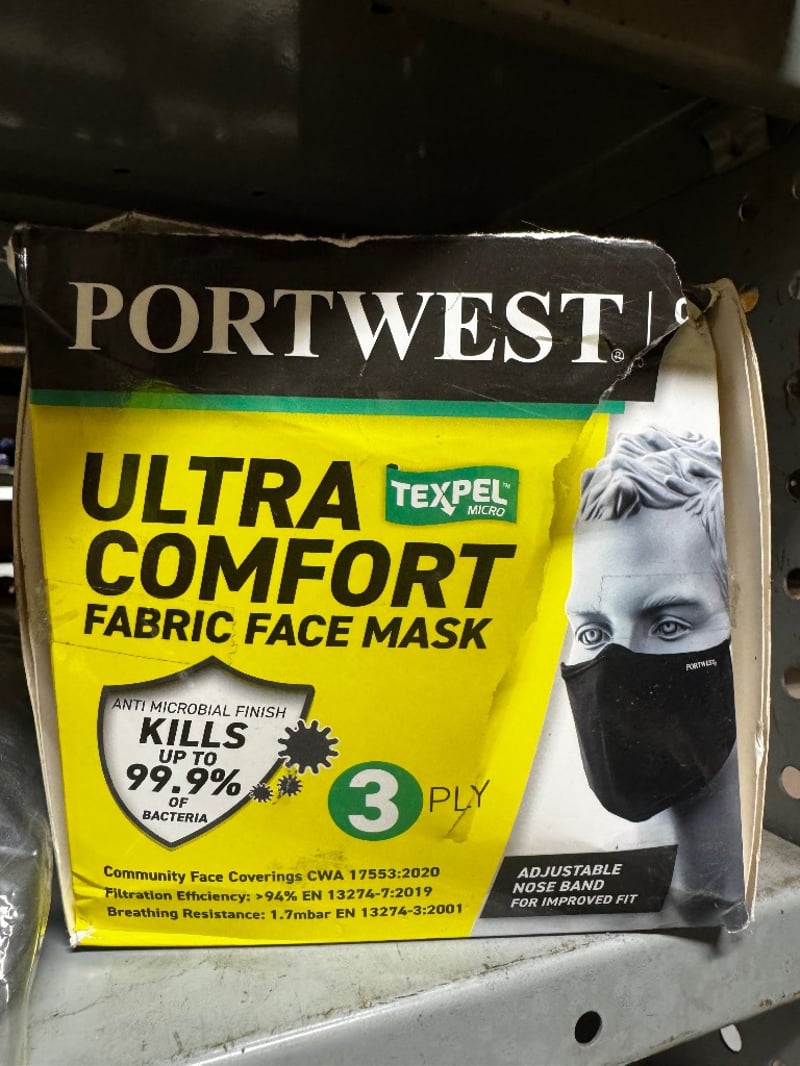 PORTWEST®
ULTRA
COMFORT
FABRIC FACE MASK
TEXPEL™
MICRO
ANTI MICROBIAL FINISH
KILLS
UP TO
99.9%
OF
BACTERIA
3 PLY
PORTWEST
Community Face Coverings CWA 17553:2020
Filtration Efficiency: >94% EN 13274-7:2019
Breathing Resistance: 1.7mbar EN 13274-3:2001
ADJUSTABLE
NOSE BAND
FOR IMPROVED FIT